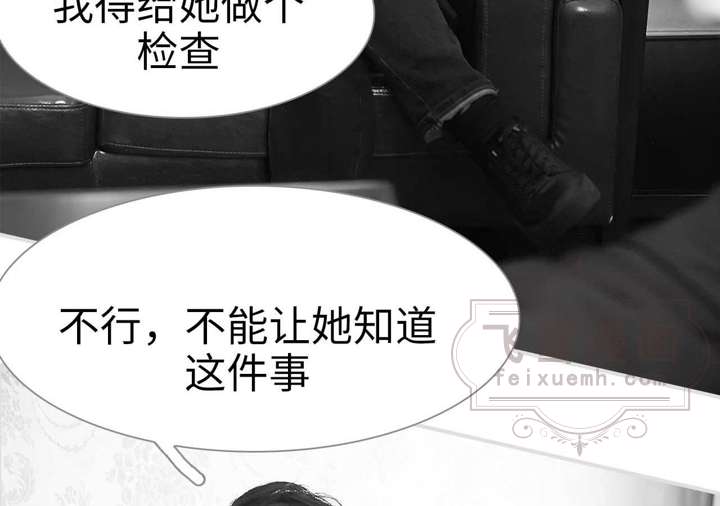 我得给她做个
检查
不行，不能让她知道
这件事
feixuemh.com